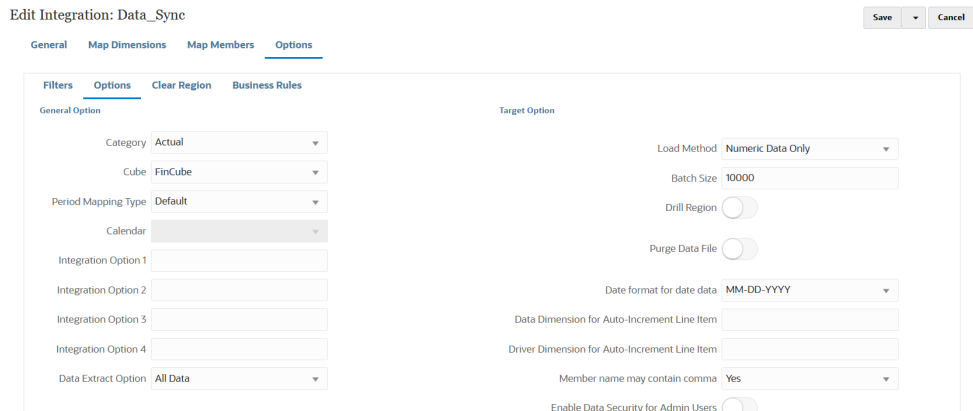 Edit Integration: Data_Sync
Save
Cancel
General
Map Dimensions
Map Members
Options
Filters
Options
Clear Region
Business Rules
General Option
Category Actual
Cube FinCube
Period Mapping Type Default
Calendar
Integration Option 1
Integration Option 2
Integration Option 3
Integration Option 4
Data Extract Option All Data
Target Option
Load Method Numeric Data Only
Batch Size 10000
Drill Region
Purge Data File
Date format for date data MM-DD-YYYY
Data Dimension for Auto-Increment Line Item
Driver Dimension for Auto-Increment Line Item
Member name may contain comma Yes
Enable Data Security for Admin Users